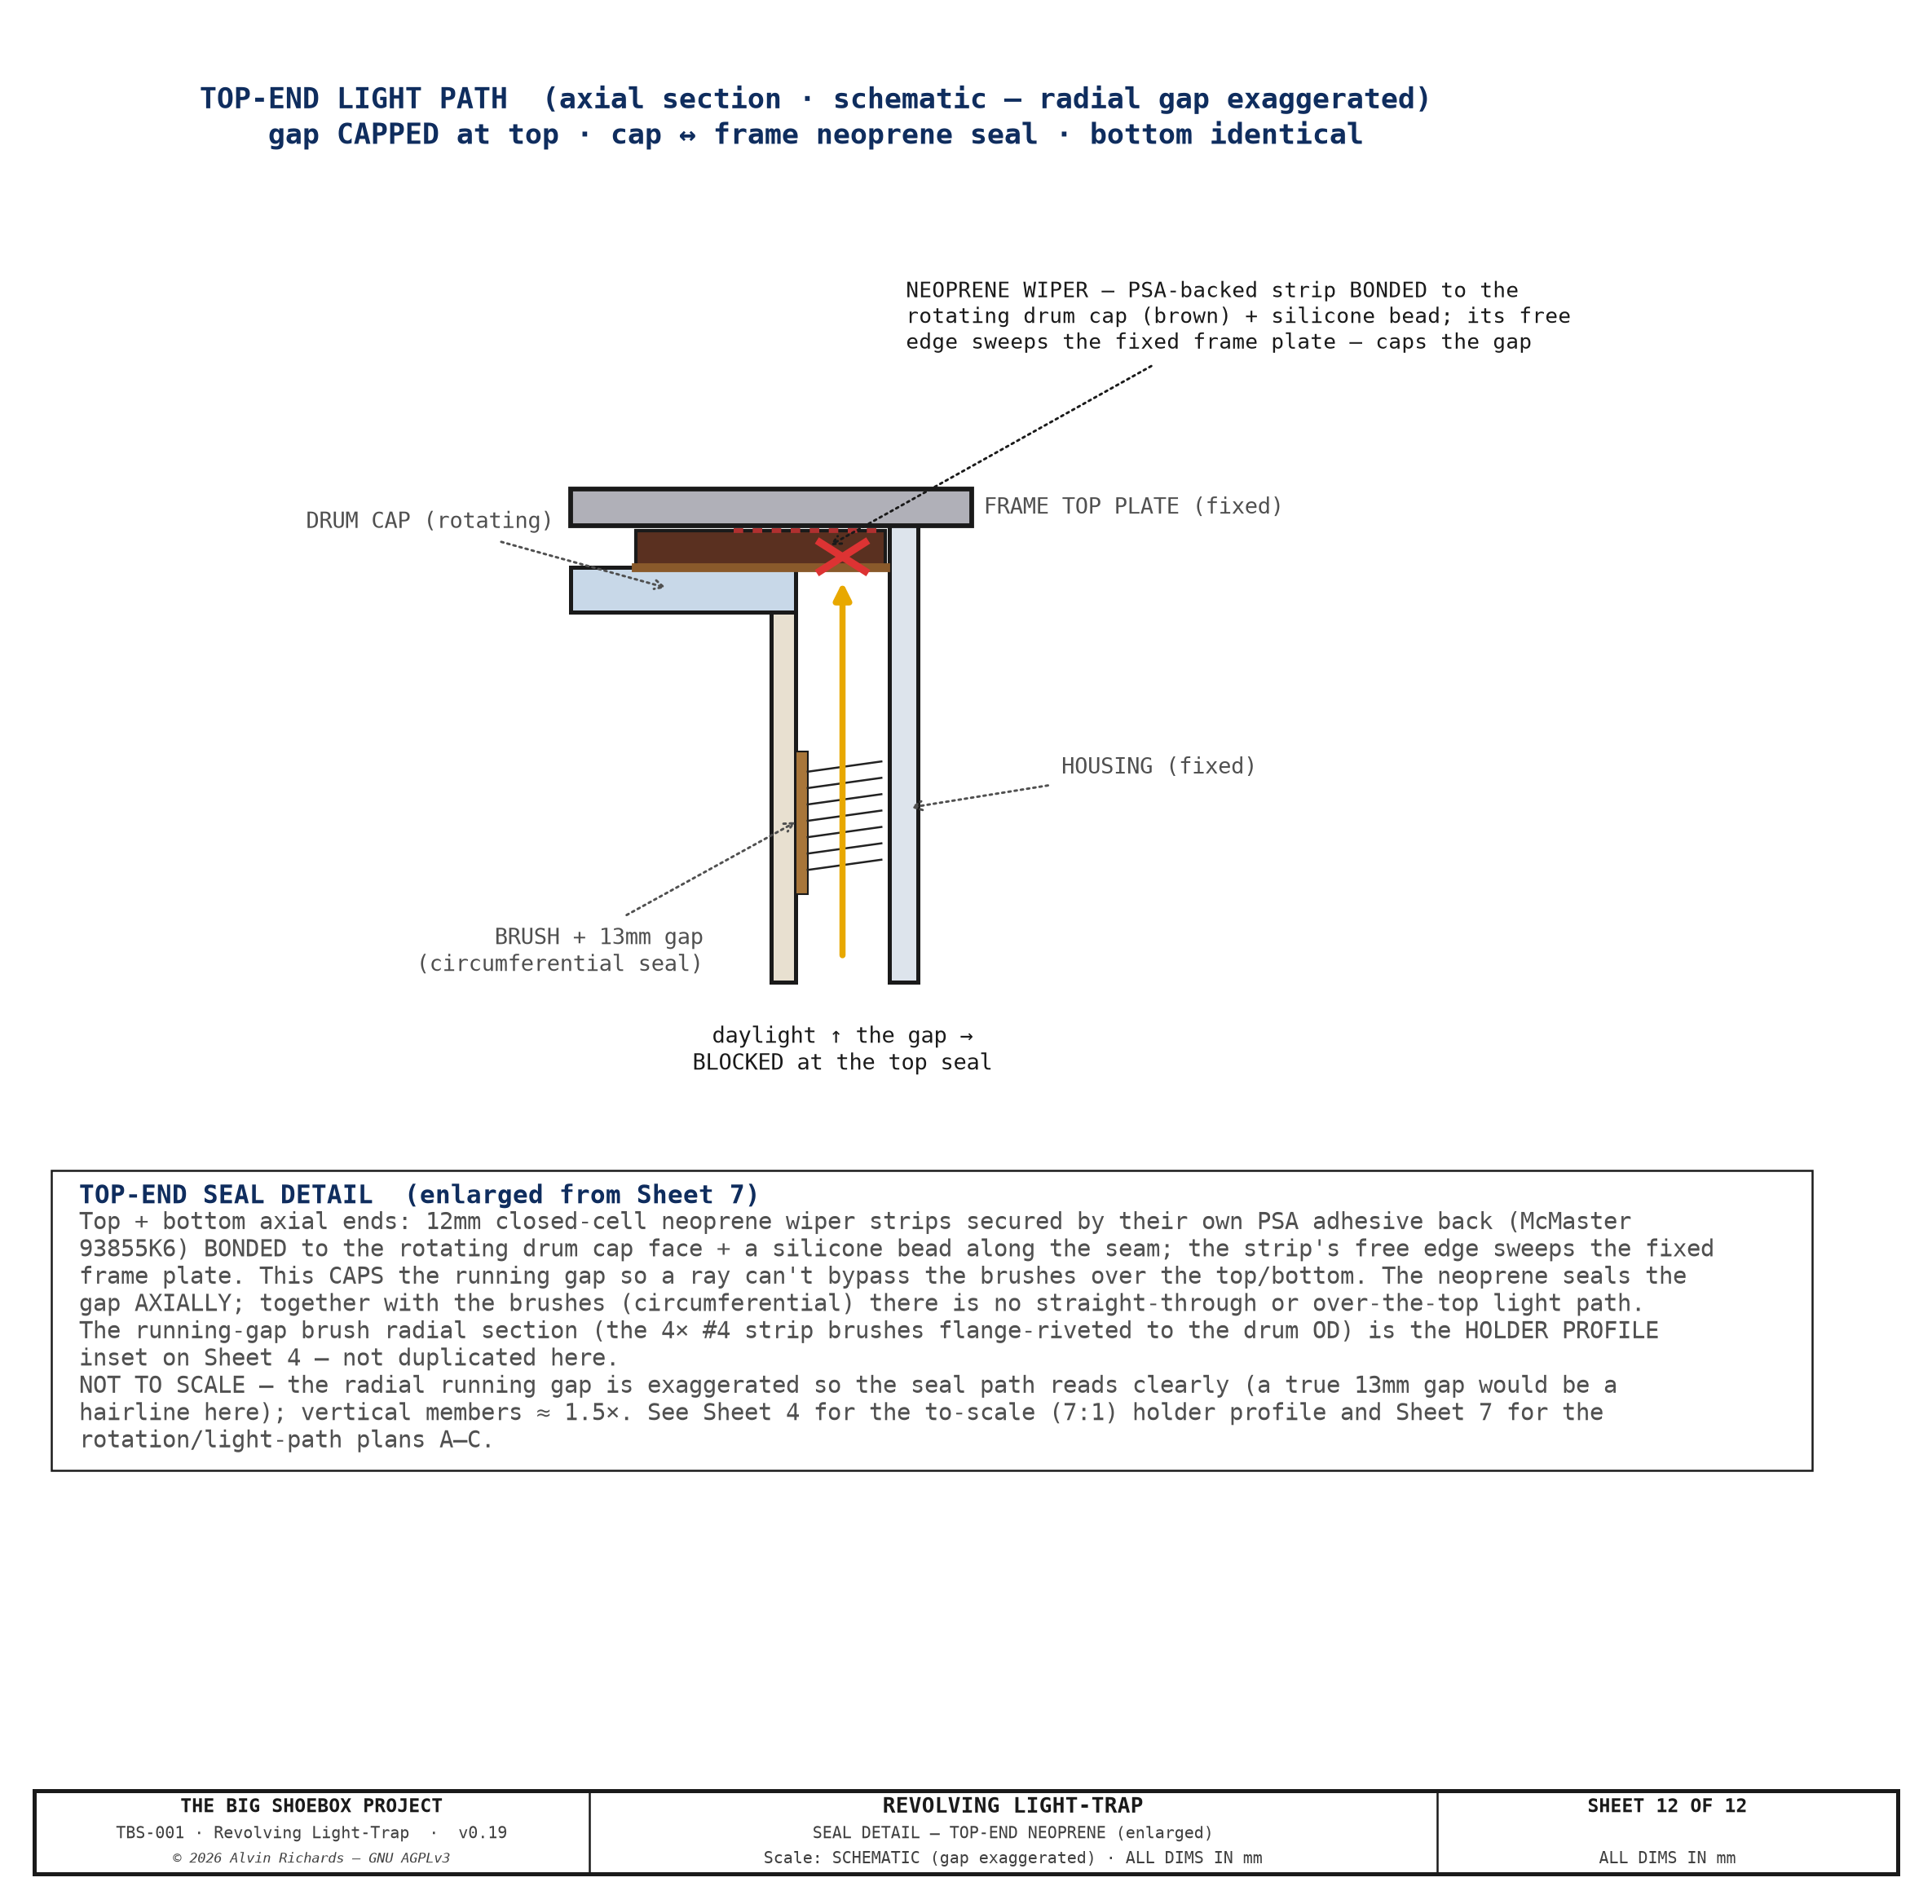 TOP-END LIGHT PATH  (axial section · schematic — radial gap exaggerated)
gap CAPPED at top · cap ↔ frame neoprene seal · bottom identical
NEOPRENE WIPER — PSA-backed strip BONDED to the
rotating drum cap (brown) + silicone bead; its free
edge sweeps the fixed frame plate — caps the gap
DRUM CAP (rotating)
FRAME TOP PLATE (fixed)
HOUSING (fixed)
BRUSH + 13mm gap
(circumferential seal)
daylight ↑ the gap →
BLOCKED at the top seal
TOP-END SEAL DETAIL  (enlarged from Sheet 7)
Top + bottom axial ends: 12mm closed-cell neoprene wiper strips secured by their own PSA adhesive back (McMaster
93855K6) BONDED to the rotating drum cap face + a silicone bead along the seam; the strip's free edge sweeps the fixed
frame plate. This CAPS the running gap so a ray can't bypass the brushes over the top/bottom. The neoprene seals the
gap AXIALLY; together with the brushes (circumferential) there is no straight-through or over-the-top light path.
The running-gap brush radial section (the 4× #4 strip brushes flange-riveted to the drum OD) is the HOLDER PROFILE
inset on Sheet 4 — not duplicated here.
NOT TO SCALE — the radial running gap is exaggerated so the seal path reads clearly (a true 13mm gap would be a
hairline here); vertical members ≈ 1.5×. See Sheet 4 for the to-scale (7:1) holder profile and Sheet 7 for the
rotation/light-path plans A–C.
THE BIG SHOEBOX PROJECT
TBS-001 · Revolving Light-Trap  ·  v0.19
© 2026 Alvin Richards — GNU AGPLv3
REVOLVING LIGHT-TRAP
SEAL DETAIL — TOP-END NEOPRENE (enlarged)
Scale: SCHEMATIC (gap exaggerated) · ALL DIMS IN mm
SHEET 12 OF 12
ALL DIMS IN mm